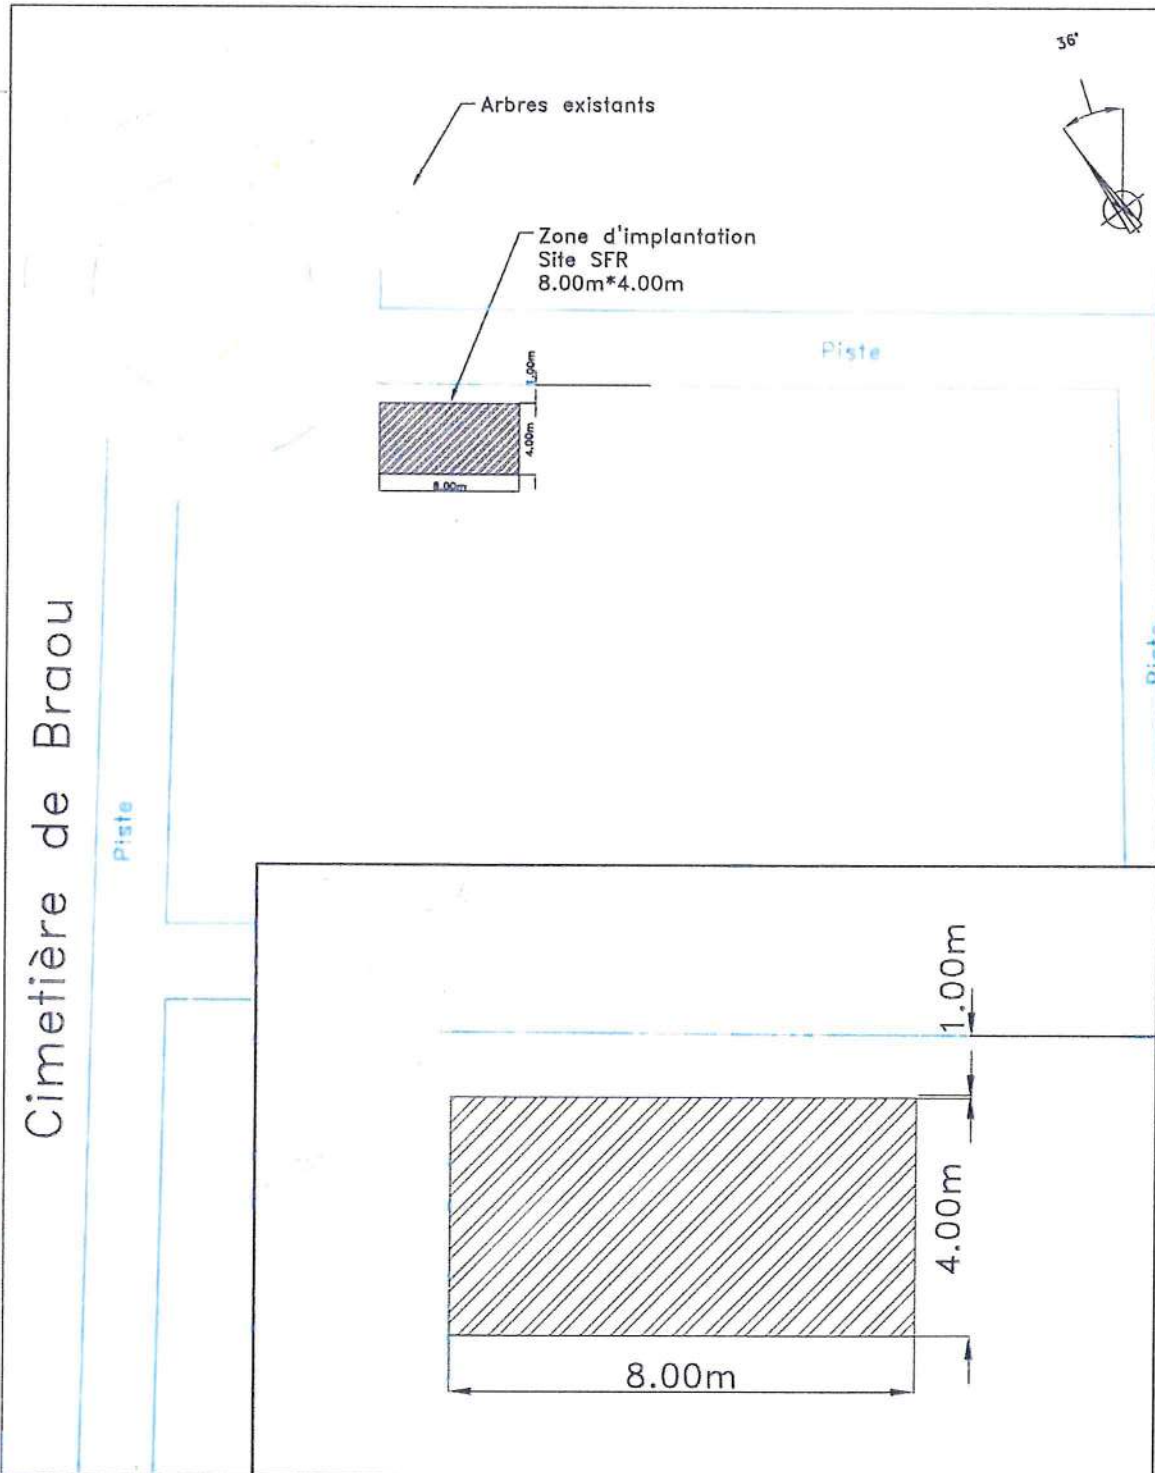 36°
Arbres existants
Zone d'implantation
Site SFR
8.00m*4.00m
Piste
1.00m
4.00m
8.00m
Piste
Cimetière de Braou
Piste
1.00m
4.00m
8.00m